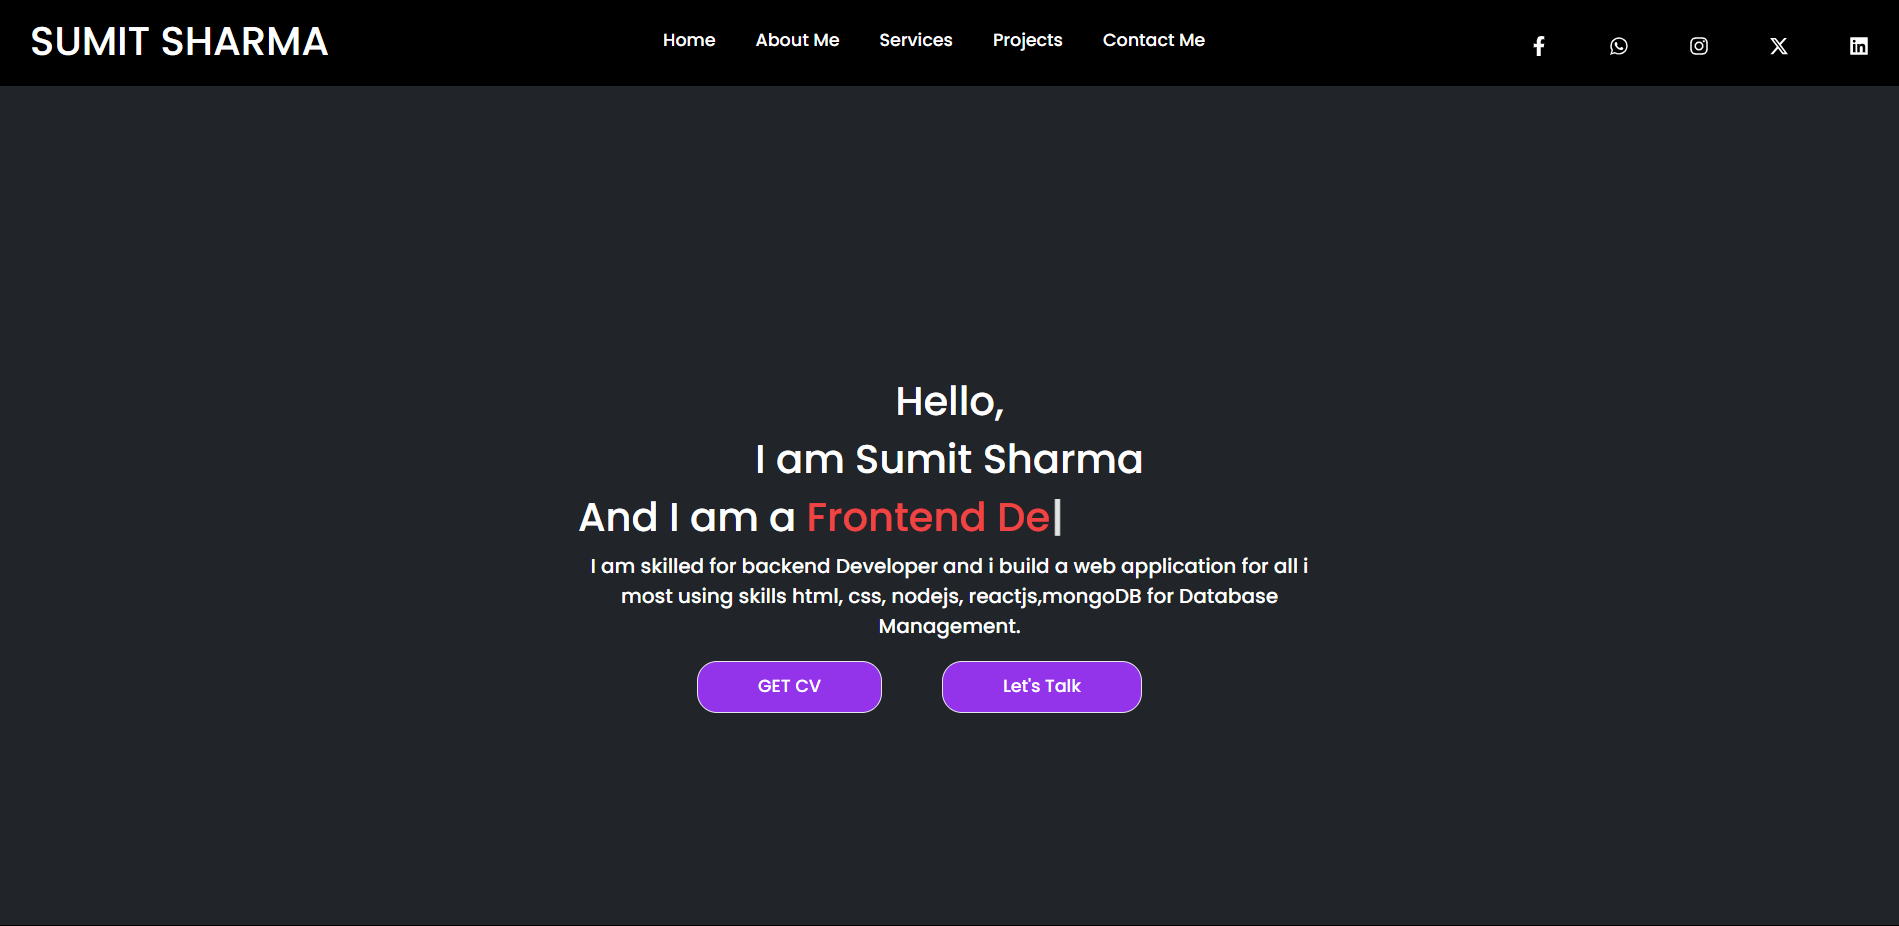 SUMIT SHARMA
Home About Me Services Projects Contact Me
Hello,
I am Sumit Sharma
And I am a Frontend De|
I am skilled for backend Developer and i build a web application for all i
most using skills html, css, nodejs, reactjs,mongoDB for Database
Management.
GET CV Let's Talk